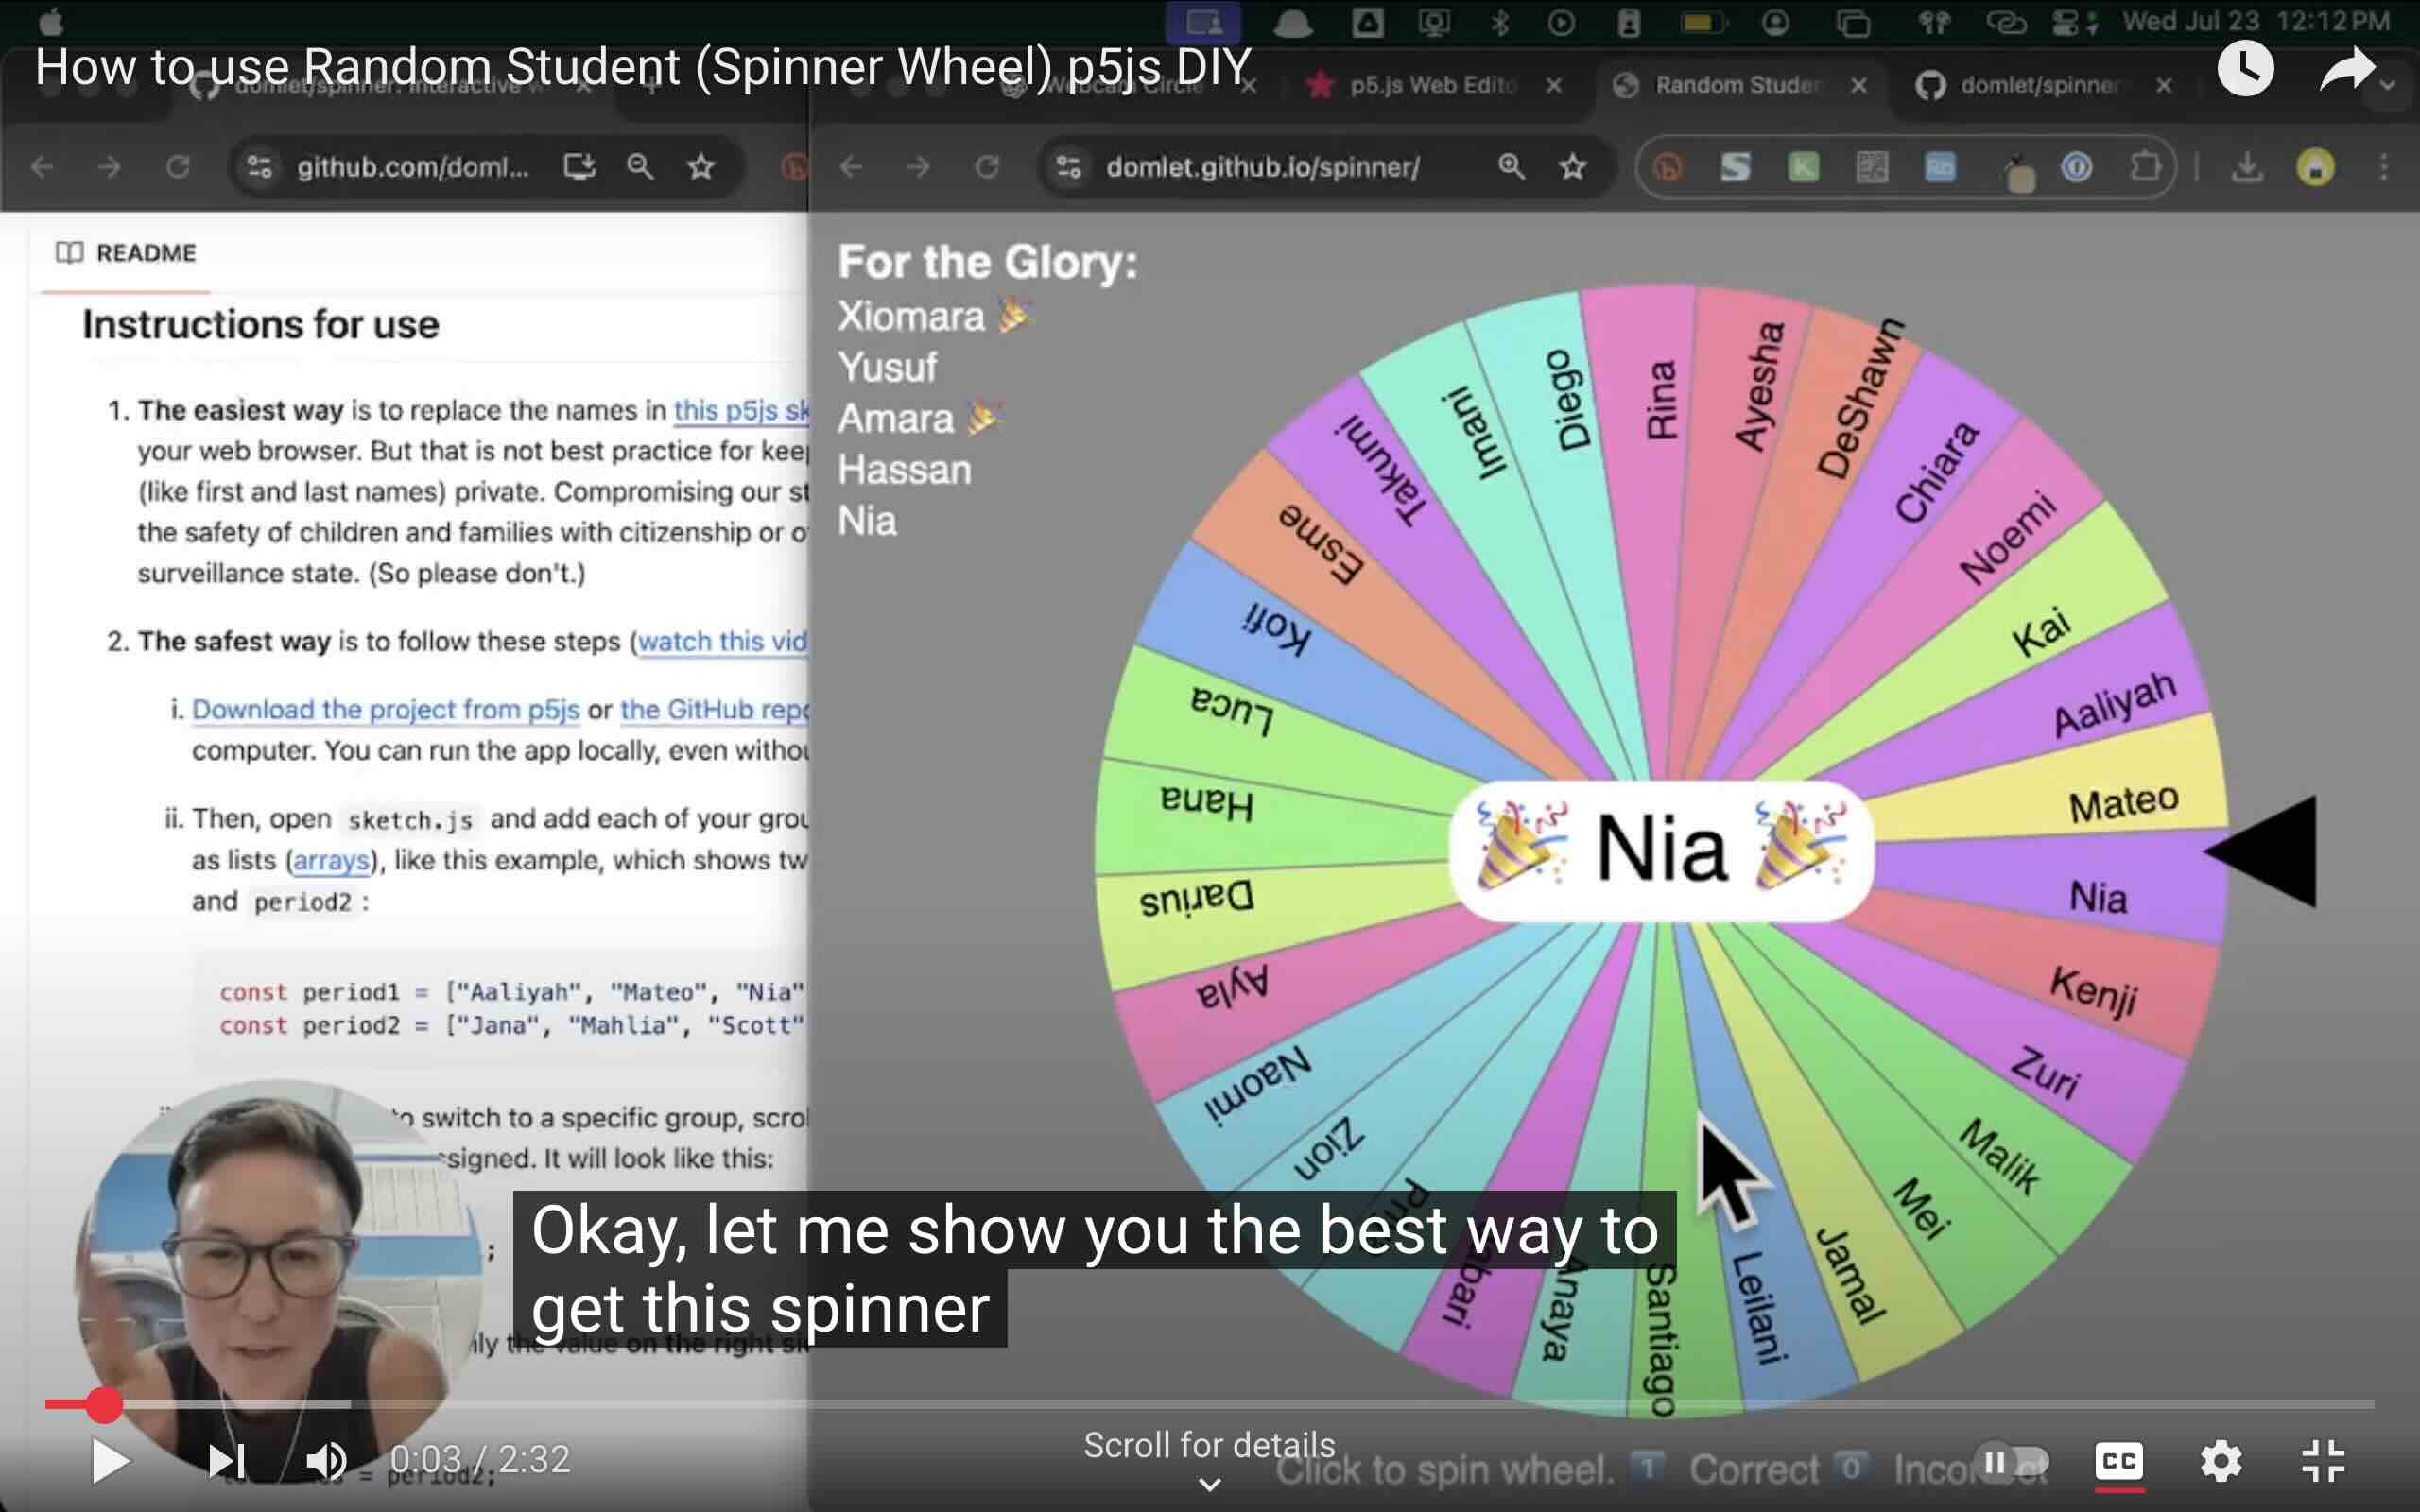 Wed Jul 23 12:12 PM
How to use Random Student (Spinner Wheel) p5js DIY
domlet/spinner: Interactive w
Webcam Circle
p5.js Web Edito
Random Studen
domlet/spinner
github.com/doml...
domlet.github.io/spinner/
README
Instructions for use
1. The easiest way is to replace the names in this p5js sk
your web browser. But that is not best practice for keep
(like first and last names) private. Compromising our st
the safety of children and families with citizenship or o
surveillance state. (So please don't.)
2. The safest way is to follow these steps (watch this vid
i. Download the project from p5js or the GitHub repo
computer. You can run the app locally, even withou
ii. Then, open sketch.js and add each of your grou
as lists (arrays), like this example, which shows tw
and period2 :
const period1 = ["Aaliyah", "Mateo", "Nia"
const period2 = ["Jana", "Mahlia", "Scott"
to switch to a specific group, scrol
ssigned. It will look like this:
;
nly the value on the right si
= period2;
For the Glory:
Xiomara 🎉
Yusuf
Amara 🎉
Hassan
Nia
Rina
Ayesha
DeShawn
Chiara
Noemi
Kai
Aaliyah
Mateo
Nia
Kenji
Zuri
Malik
Mei
Jamal
Leilani
Santiago
Anaya
bari
Zion
Naomi
Ayla
Darius
Hana
Luca
Kofi
Esme
Takumi
Imani
Diego
🎉 Nia 🎉
Okay, let me show you the best way to
get this spinner
0:03 / 2:32
Scroll for details
Click to spin wheel. 1 Correct 0 Incorrect
CC